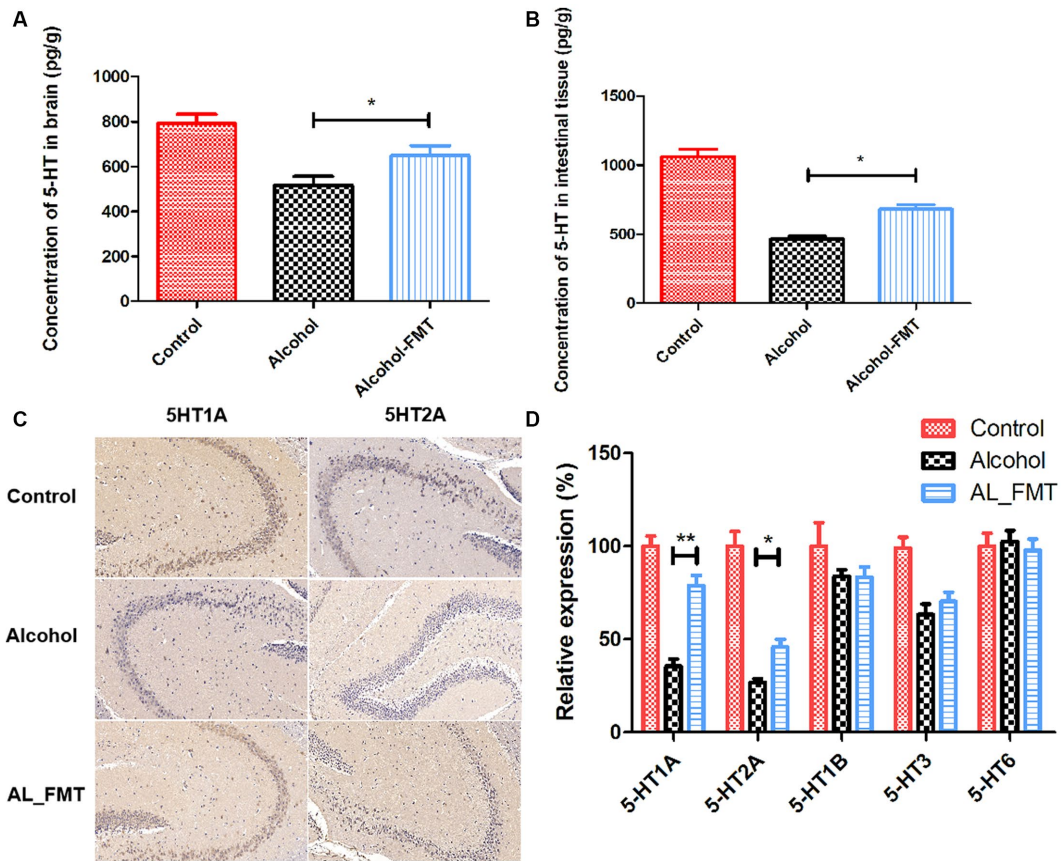 A
Concentration of 5-HT in brain (pg/g)
1000
800
600
400
200
0
*
Control
Alcohol
Alcohol-FMT
B
Concentration of 5-HT in intestinal tissue (pg/g)
1500
1000
500
0
*
Control
Alcohol
Alcohol-FMT
C
5HT1A
5HT2A
Control
Alcohol
AL_FMT
D
Control
Alcohol
AL_FMT
Relative expression (%)
150
100
50
0
**
*
5-HT1A
5-HT2A
5-HT1B
5-HT3
5-HT6